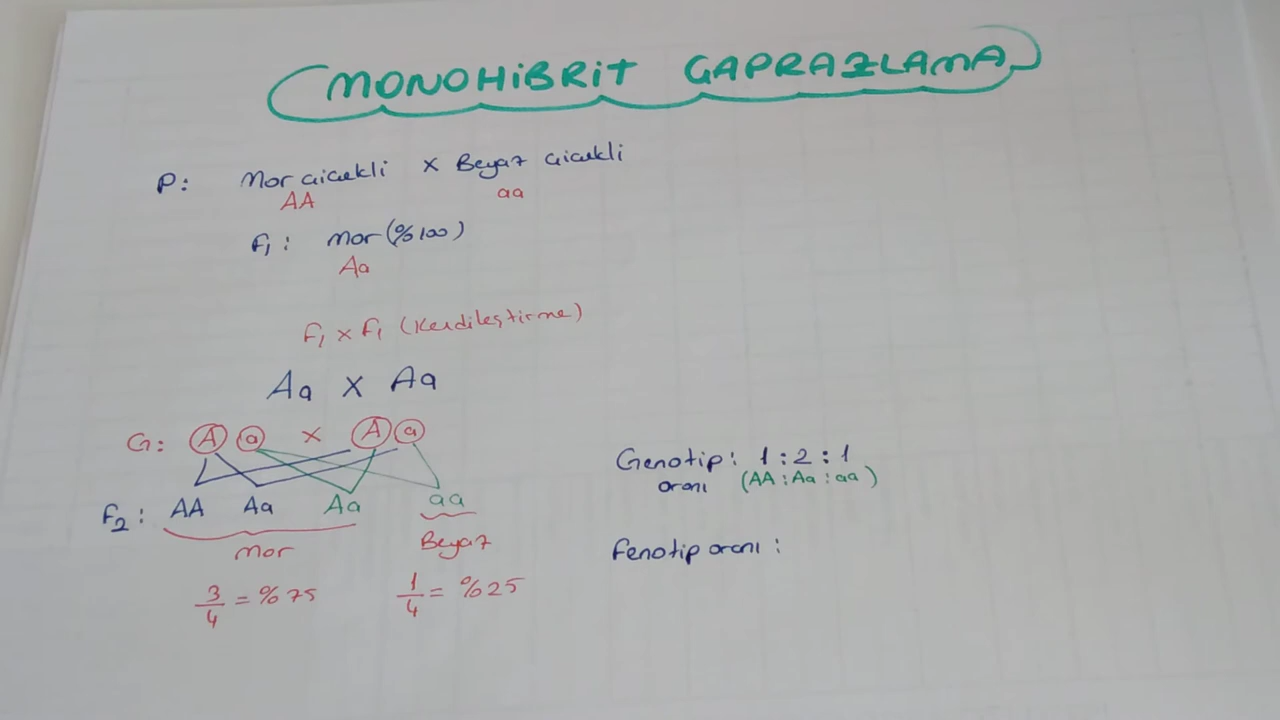 MONOHİBRİT ÇAPRAZLAMA
P: Mor çiçekli x Beyaz çiçekli
AA aa
F1: Mor (%100)
Aa
F1 x F1 (Kendileştirme)
Aa X Aa
G: A a x A a
F2: AA Aa Aa aa
Mor Beyaz
3/4 = %75 1/4 = %25
Genotip: 1:2:1
oranı (AA:Aa:aa)
Fenotip oranı: